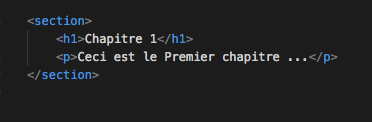 <section>
<h1>Chapitre 1</h1>
<p>Ceci est le Premier chapitre ...</p>
</section>